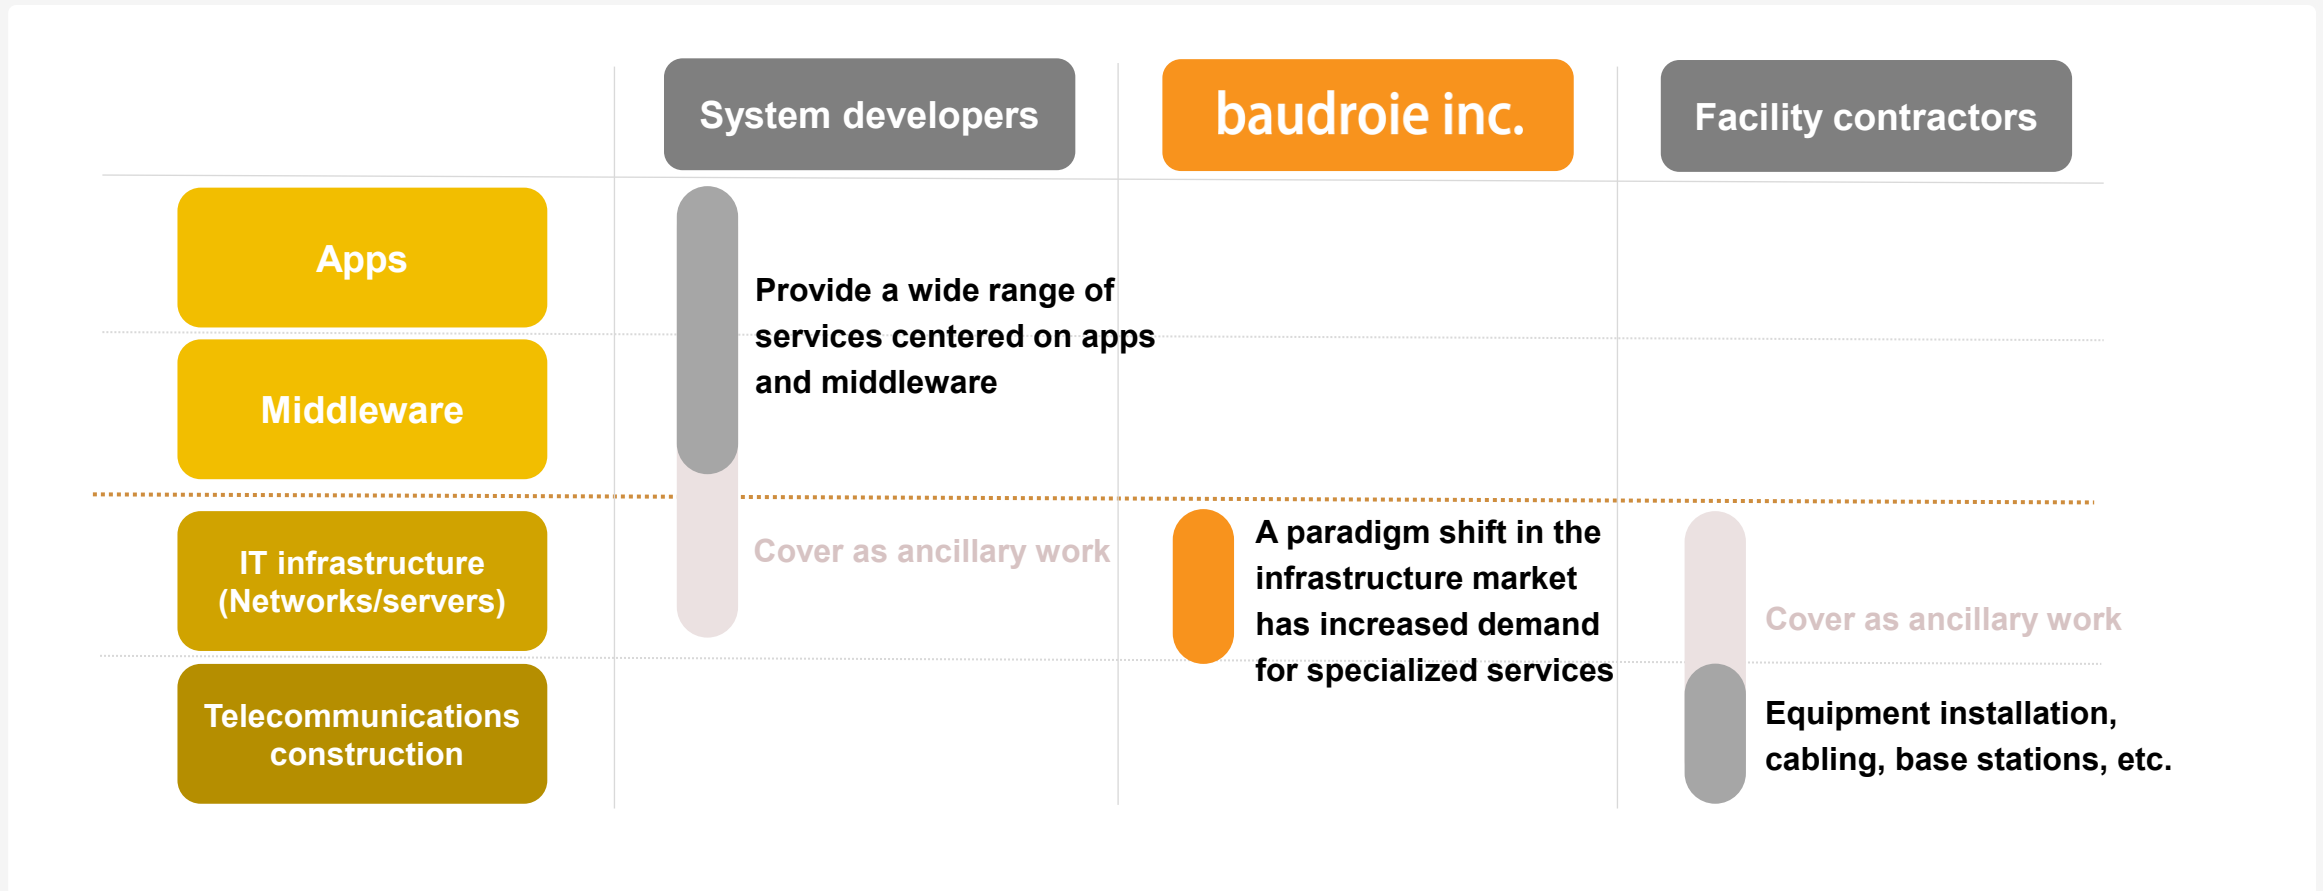 System developers
baudroie inc.
Facility contractors
Apps
Provide a wide range of
services centered on apps
and middleware
Middleware
IT infrastructure
(Networks/servers)
Cover as ancillary work
A paradigm shift in the
infrastructure market
has increased demand
for specialized services
Cover as ancillary work
Telecommunications
construction
Equipment installation,
cabling, base stations, etc.